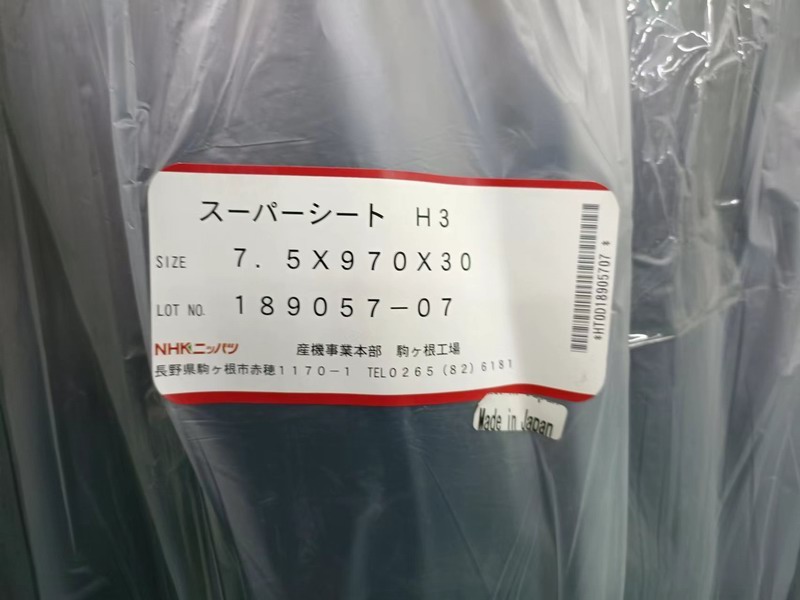 スーパーシート H3
SIZE 7.5X970X30
LOT NO. 189057-07
NHKニッパツ 産機事業本部 駒ヶ根工場
長野県駒ヶ根市赤穂1170-1 TEL0265(82)6181
*HT0D18905707*
Made in Japan